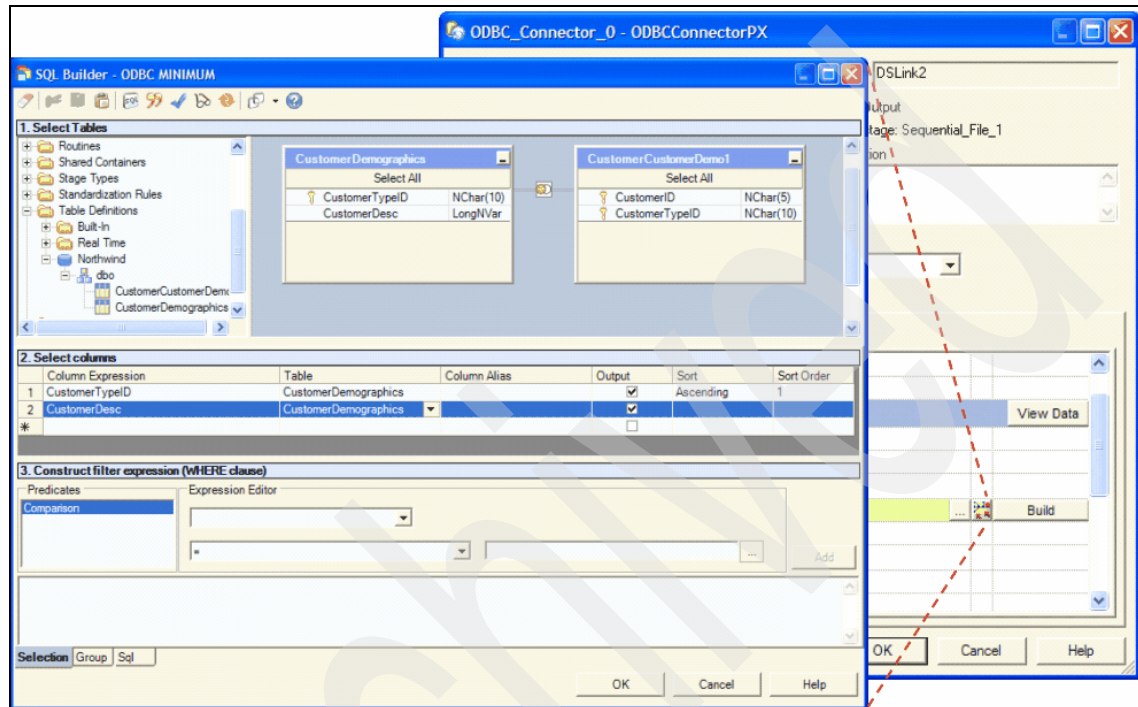 ODBC_Connector_0 - ODBCConnectorPX
SQL Builder - ODBC MINIMUM
DSLink2
SQL
utput
tage: Sequential_File_1
ion
1. Select Tables
Routines
Shared Containers
Stage Types
Standardization Rules
Table Definitions
Built-In
Real Time
Northwind
dbo
CustomerCustomerDemo
CustomerDemographics
CustomerDemographics
Select All
CustomerTypeID NChar(10)
CustomerDesc LongNVar
CustomerCustomerDemo1
Select All
CustomerID NChar(5)
CustomerTypeID NChar(10)
2. Select columns
Column Expression Table Column Alias Output Sort Sort Order
1 CustomerTypeID CustomerDemographics Ascending 1
2 CustomerDesc CustomerDemographics
*
View Data
3. Construct filter expression (WHERE clause)
Predicates
Comparison
Expression Editor
=
...
Add
... Build
Selection Group Sql
OK Cancel Help
OK Cancel Help